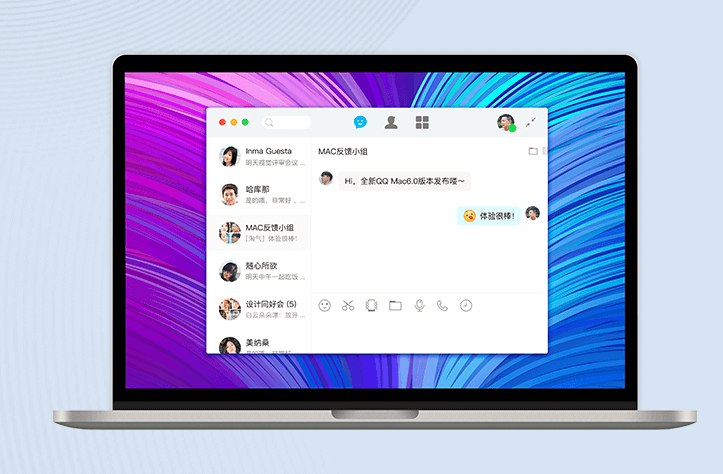 Inma Guesta
明天视觉评审会议 ...
MAC反馈小组
哈库那
是的哦，非常好 ，...
Hi，全新QQ Mac6.0版本发布喽～
MAC反馈小组
[淘气] 体验很棒！
体验很棒！
随心所欲
明天中午一起吃饭 ...
设计同好会 (5)
白云朵朵漂：放开 ...
美纳桑